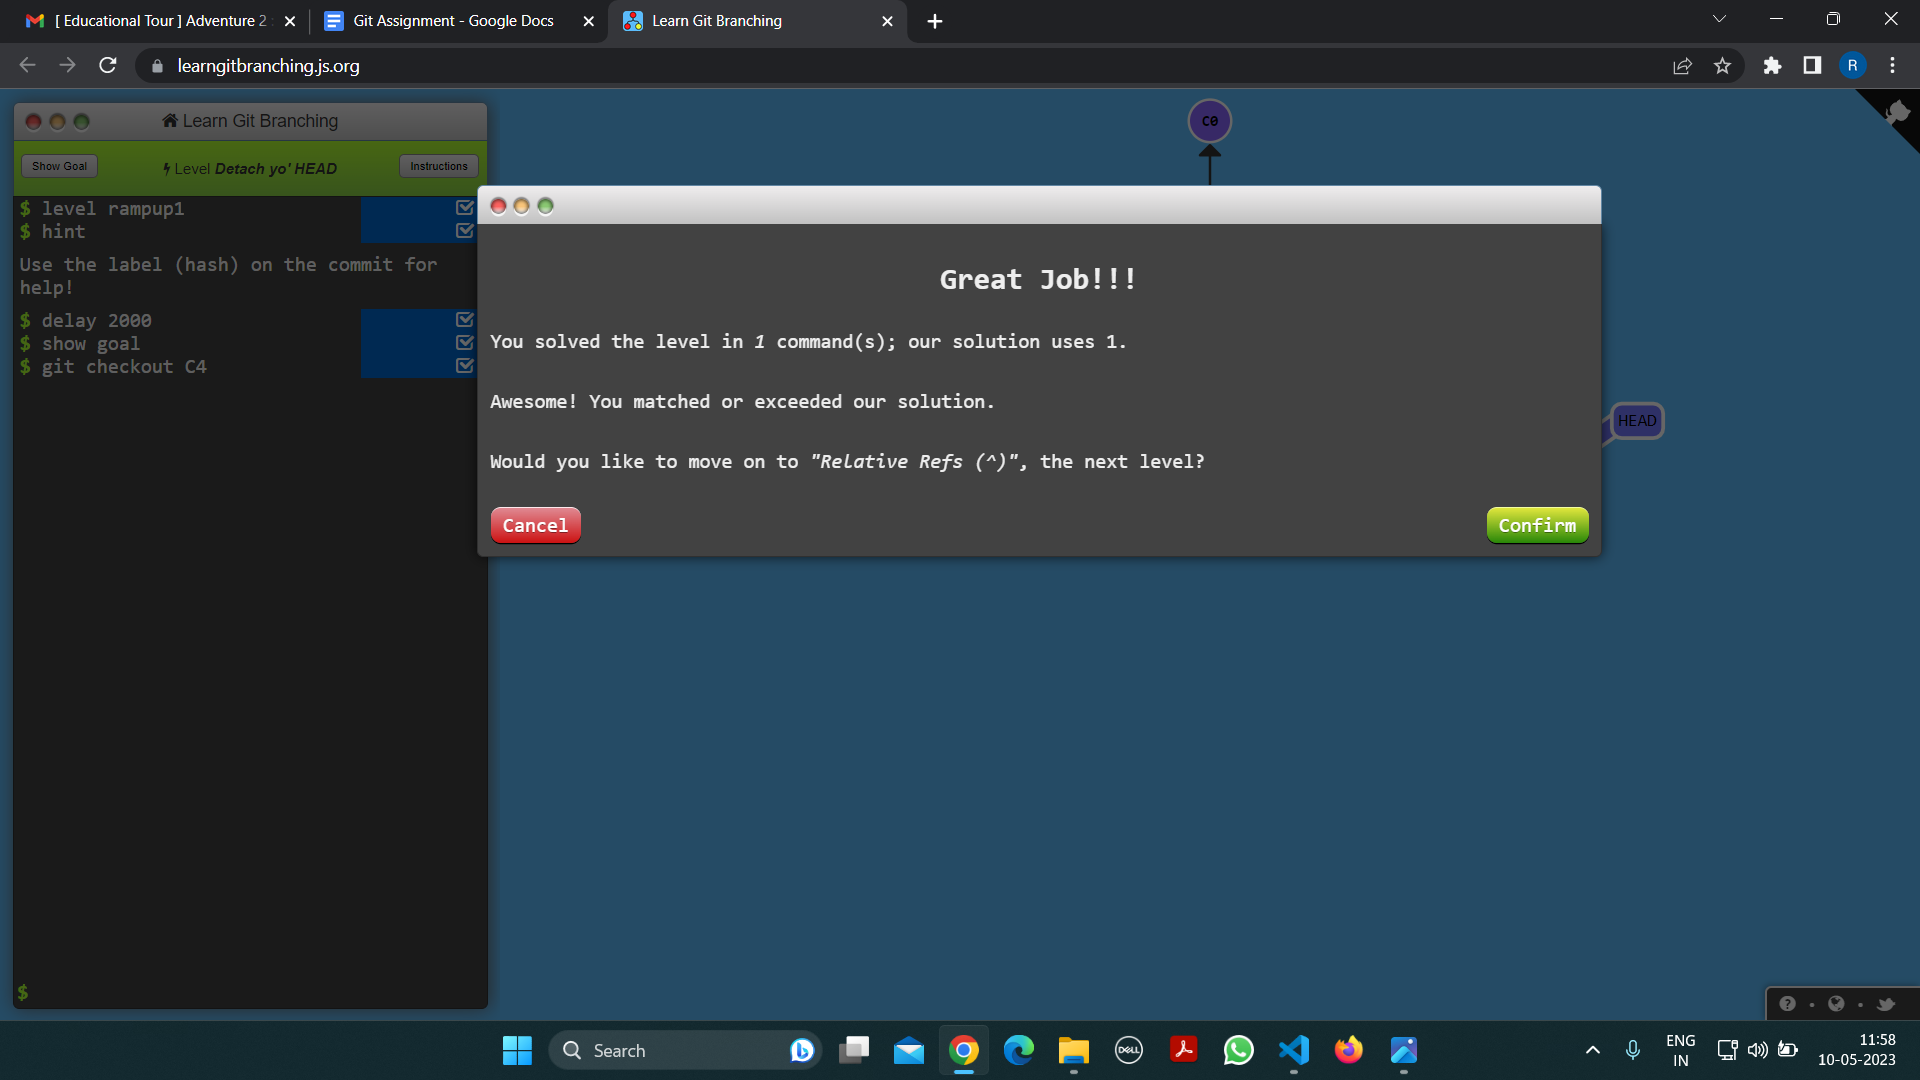 [ Educational Tour ] Adventure 2
Git Assignment - Google Docs
Learn Git Branching
learngitbranching.js.org
R
Learn Git Branching
Show Goal
Level Detach yo' HEAD
Instructions
$ level rampup1
$ hint
Use the label (hash) on the commit for
help!
$ delay 2000
$ show goal
$ git checkout C4
$
C0
HEAD
Great Job!!!
You solved the level in 1 command(s); our solution uses 1.
Awesome! You matched or exceeded our solution.
Would you like to move on to "Relative Refs (^)", the next level?
Cancel
Confirm
?
Search
DELL
ENG
IN
11:58
10-05-2023